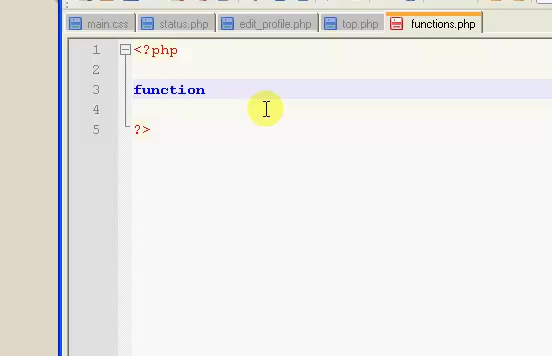 main.css status.php edit_profile.php top.php functions.php
1 <?php
2
3 function
4
5 ?>